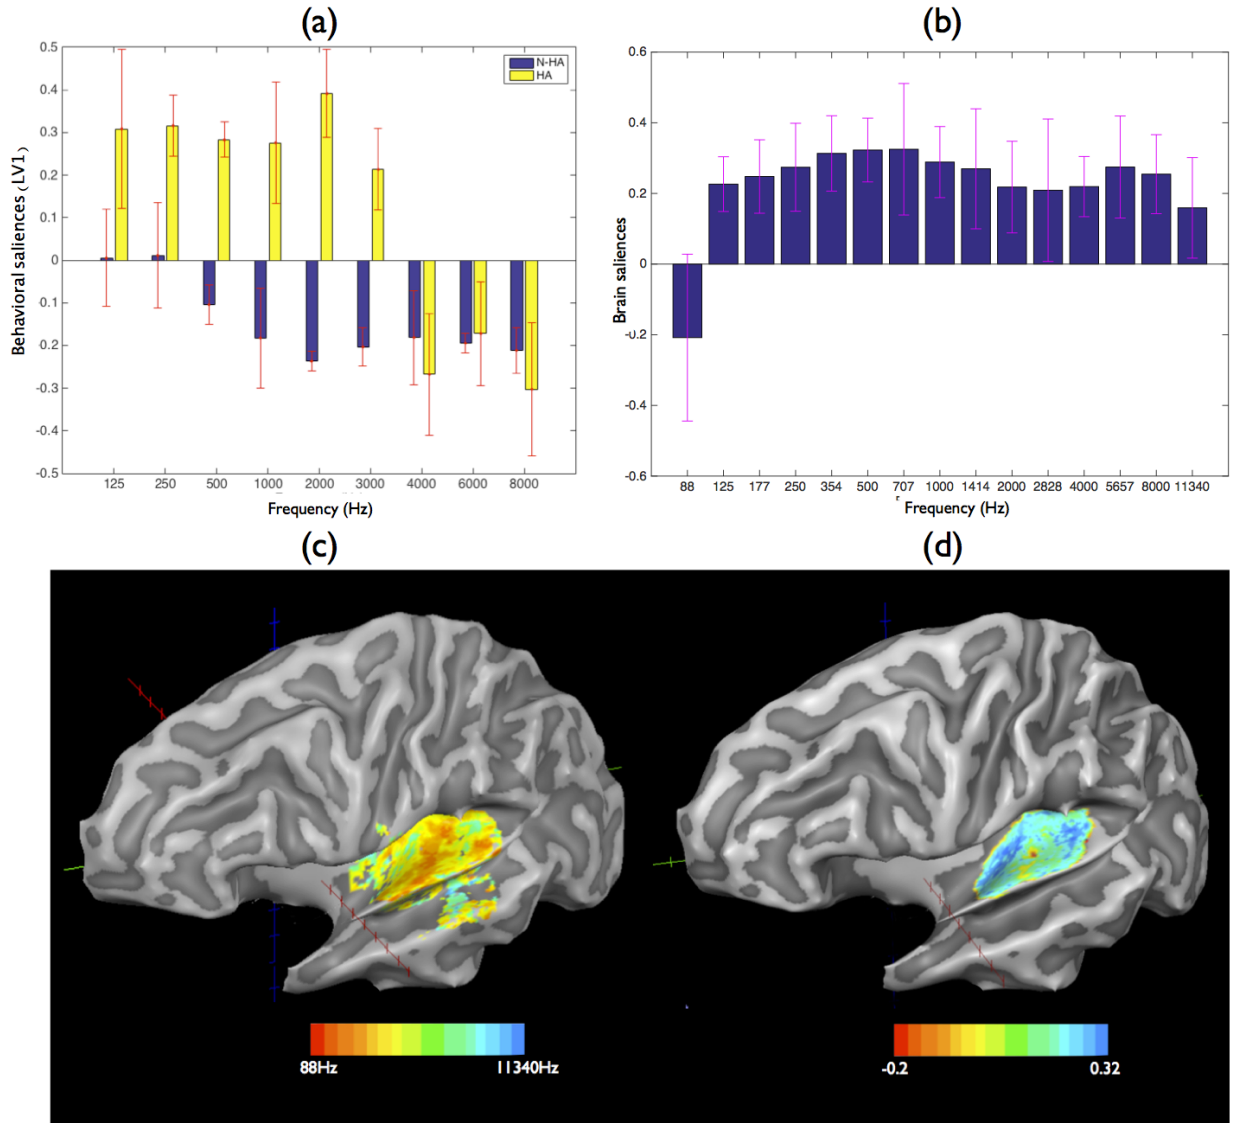 (a)
(b)
0.5
0.4
0.3
0.2
0.1
0
-0.1
-0.2
-0.3
-0.4
-0.5
Behavioral saliences (LV1)
N-HA
HA
125 250 500 1000 2000 3000 4000 6000 8000
Frequency (Hz)
0.6
0.4
0.2
0
-0.2
-0.4
-0.6
Brain saliences
88 125 177 250 354 500 707 1000 1414 2000 2828 4000 5657 8000 11340
Frequency (Hz)
(c)
(d)
88Hz 11340Hz
-0.2 0.32